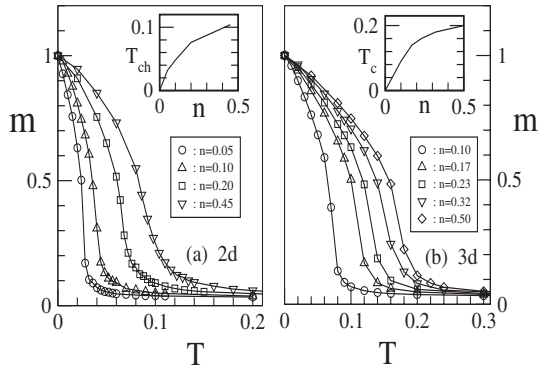 0.1
T_ch
0
0 n 0.5
1
m
0.5
0
: n=0.05
: n=0.10
: n=0.20
: n=0.45
(a) 2d
0 0.1 0.2
T
0.2
T_c
0
0 n 0.5
1
m
0.5
0
: n=0.10
: n=0.17
: n=0.23
: n=0.32
: n=0.50
(b) 3d
0 0.1 0.2 0.3
T